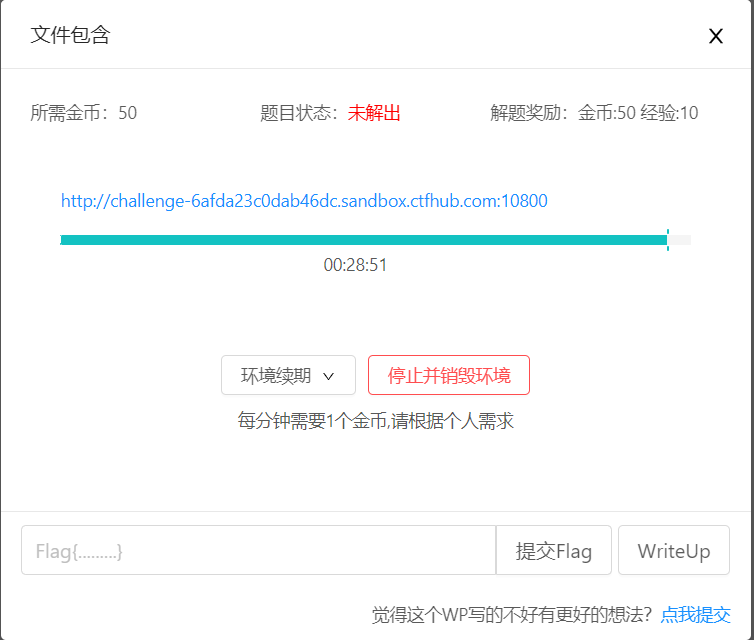 文件包含 X
所需金币：50 题目状态：未解出 解题奖励：金币:50 经验:10
http://challenge-6afda23c0dab46dc.sandbox.ctfhub.com:10800
00:28:51
环境续期 停止并销毁环境
每分钟需要1个金币,请根据个人需求
Flag{.........} 提交Flag WriteUp
觉得这个WP写的不好有更好的想法？点我提交